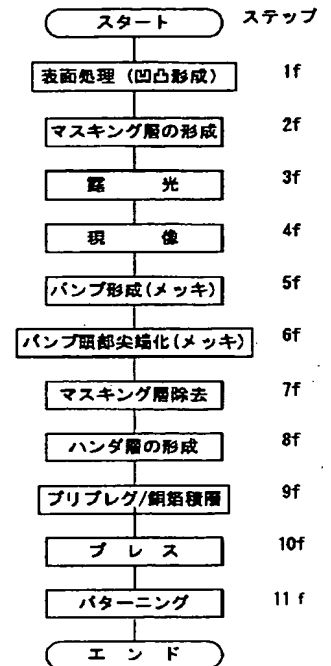 スタート ステップ
表面処理（凹凸形成） 1f
マスキング層の形成 2f
露 光 3f
現 像 4f
バンプ形成(メッキ) 5f
バンプ頭部尖端化(メッキ) 6f
マスキング層除去 7f
ハンダ層の形成 8f
プリプレグ/銅箔積層 9f
プ レ ス 10f
パターニング 11 f
エ ン ド